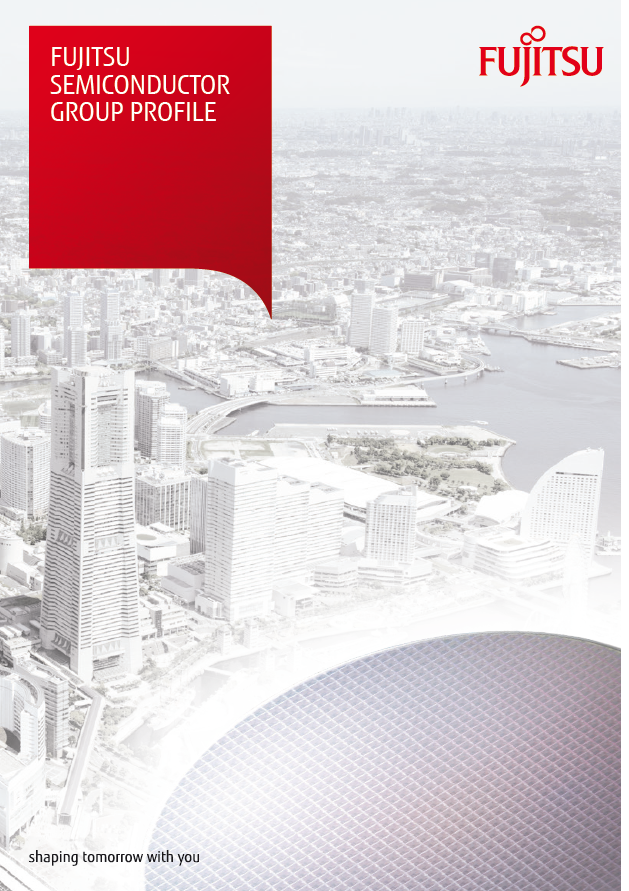 FUJITSU
SEMICONDUCTOR
GROUP PROFILE
FUJITSU
shaping tomorrow with you